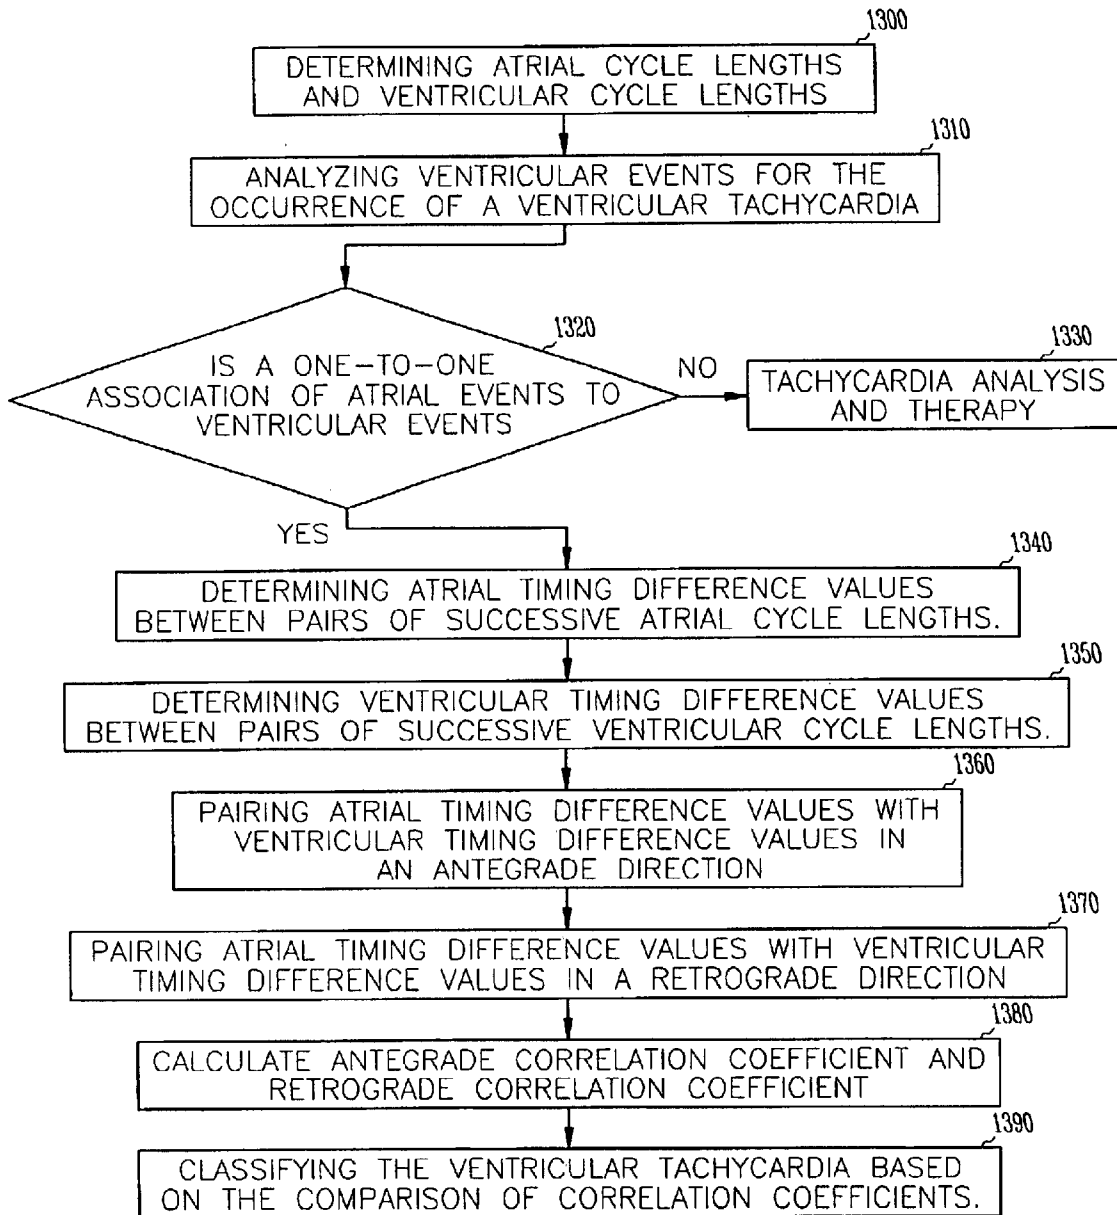 1300
DETERMINING ATRIAL CYCLE LENGTHS
AND VENTRICULAR CYCLE LENGTHS
1310
ANALYZING VENTRICULAR EVENTS FOR THE
OCCURRENCE OF A VENTRICULAR TACHYCARDIA
1320
IS A ONE-TO-ONE
ASSOCIATION OF ATRIAL EVENTS TO
VENTRICULAR EVENTS
NO
1330
TACHYCARDIA ANALYSIS
AND THERAPY
YES
1340
DETERMINING ATRIAL TIMING DIFFERENCE VALUES
BETWEEN PAIRS OF SUCCESSIVE ATRIAL CYCLE LENGTHS.
1350
DETERMINING VENTRICULAR TIMING DIFFERENCE VALUES
BETWEEN PAIRS OF SUCCESSIVE VENTRICULAR CYCLE LENGTHS.
1360
PAIRING ATRIAL TIMING DIFFERENCE VALUES WITH
VENTRICULAR TIMING DIFFERENCE VALUES IN
AN ANTEGRADE DIRECTION
1370
PAIRING ATRIAL TIMING DIFFERENCE VALUES WITH VENTRICULAR
TIMING DIFFERENCE VALUES IN A RETROGRADE DIRECTION
1380
CALCULATE ANTEGRADE CORRELATION COEFFICIENT AND
RETROGRADE CORRELATION COEFFICIENT
1390
CLASSIFYING THE VENTRICULAR TACHYCARDIA BASED
ON THE COMPARISON OF CORRELATION COEFFICIENTS.